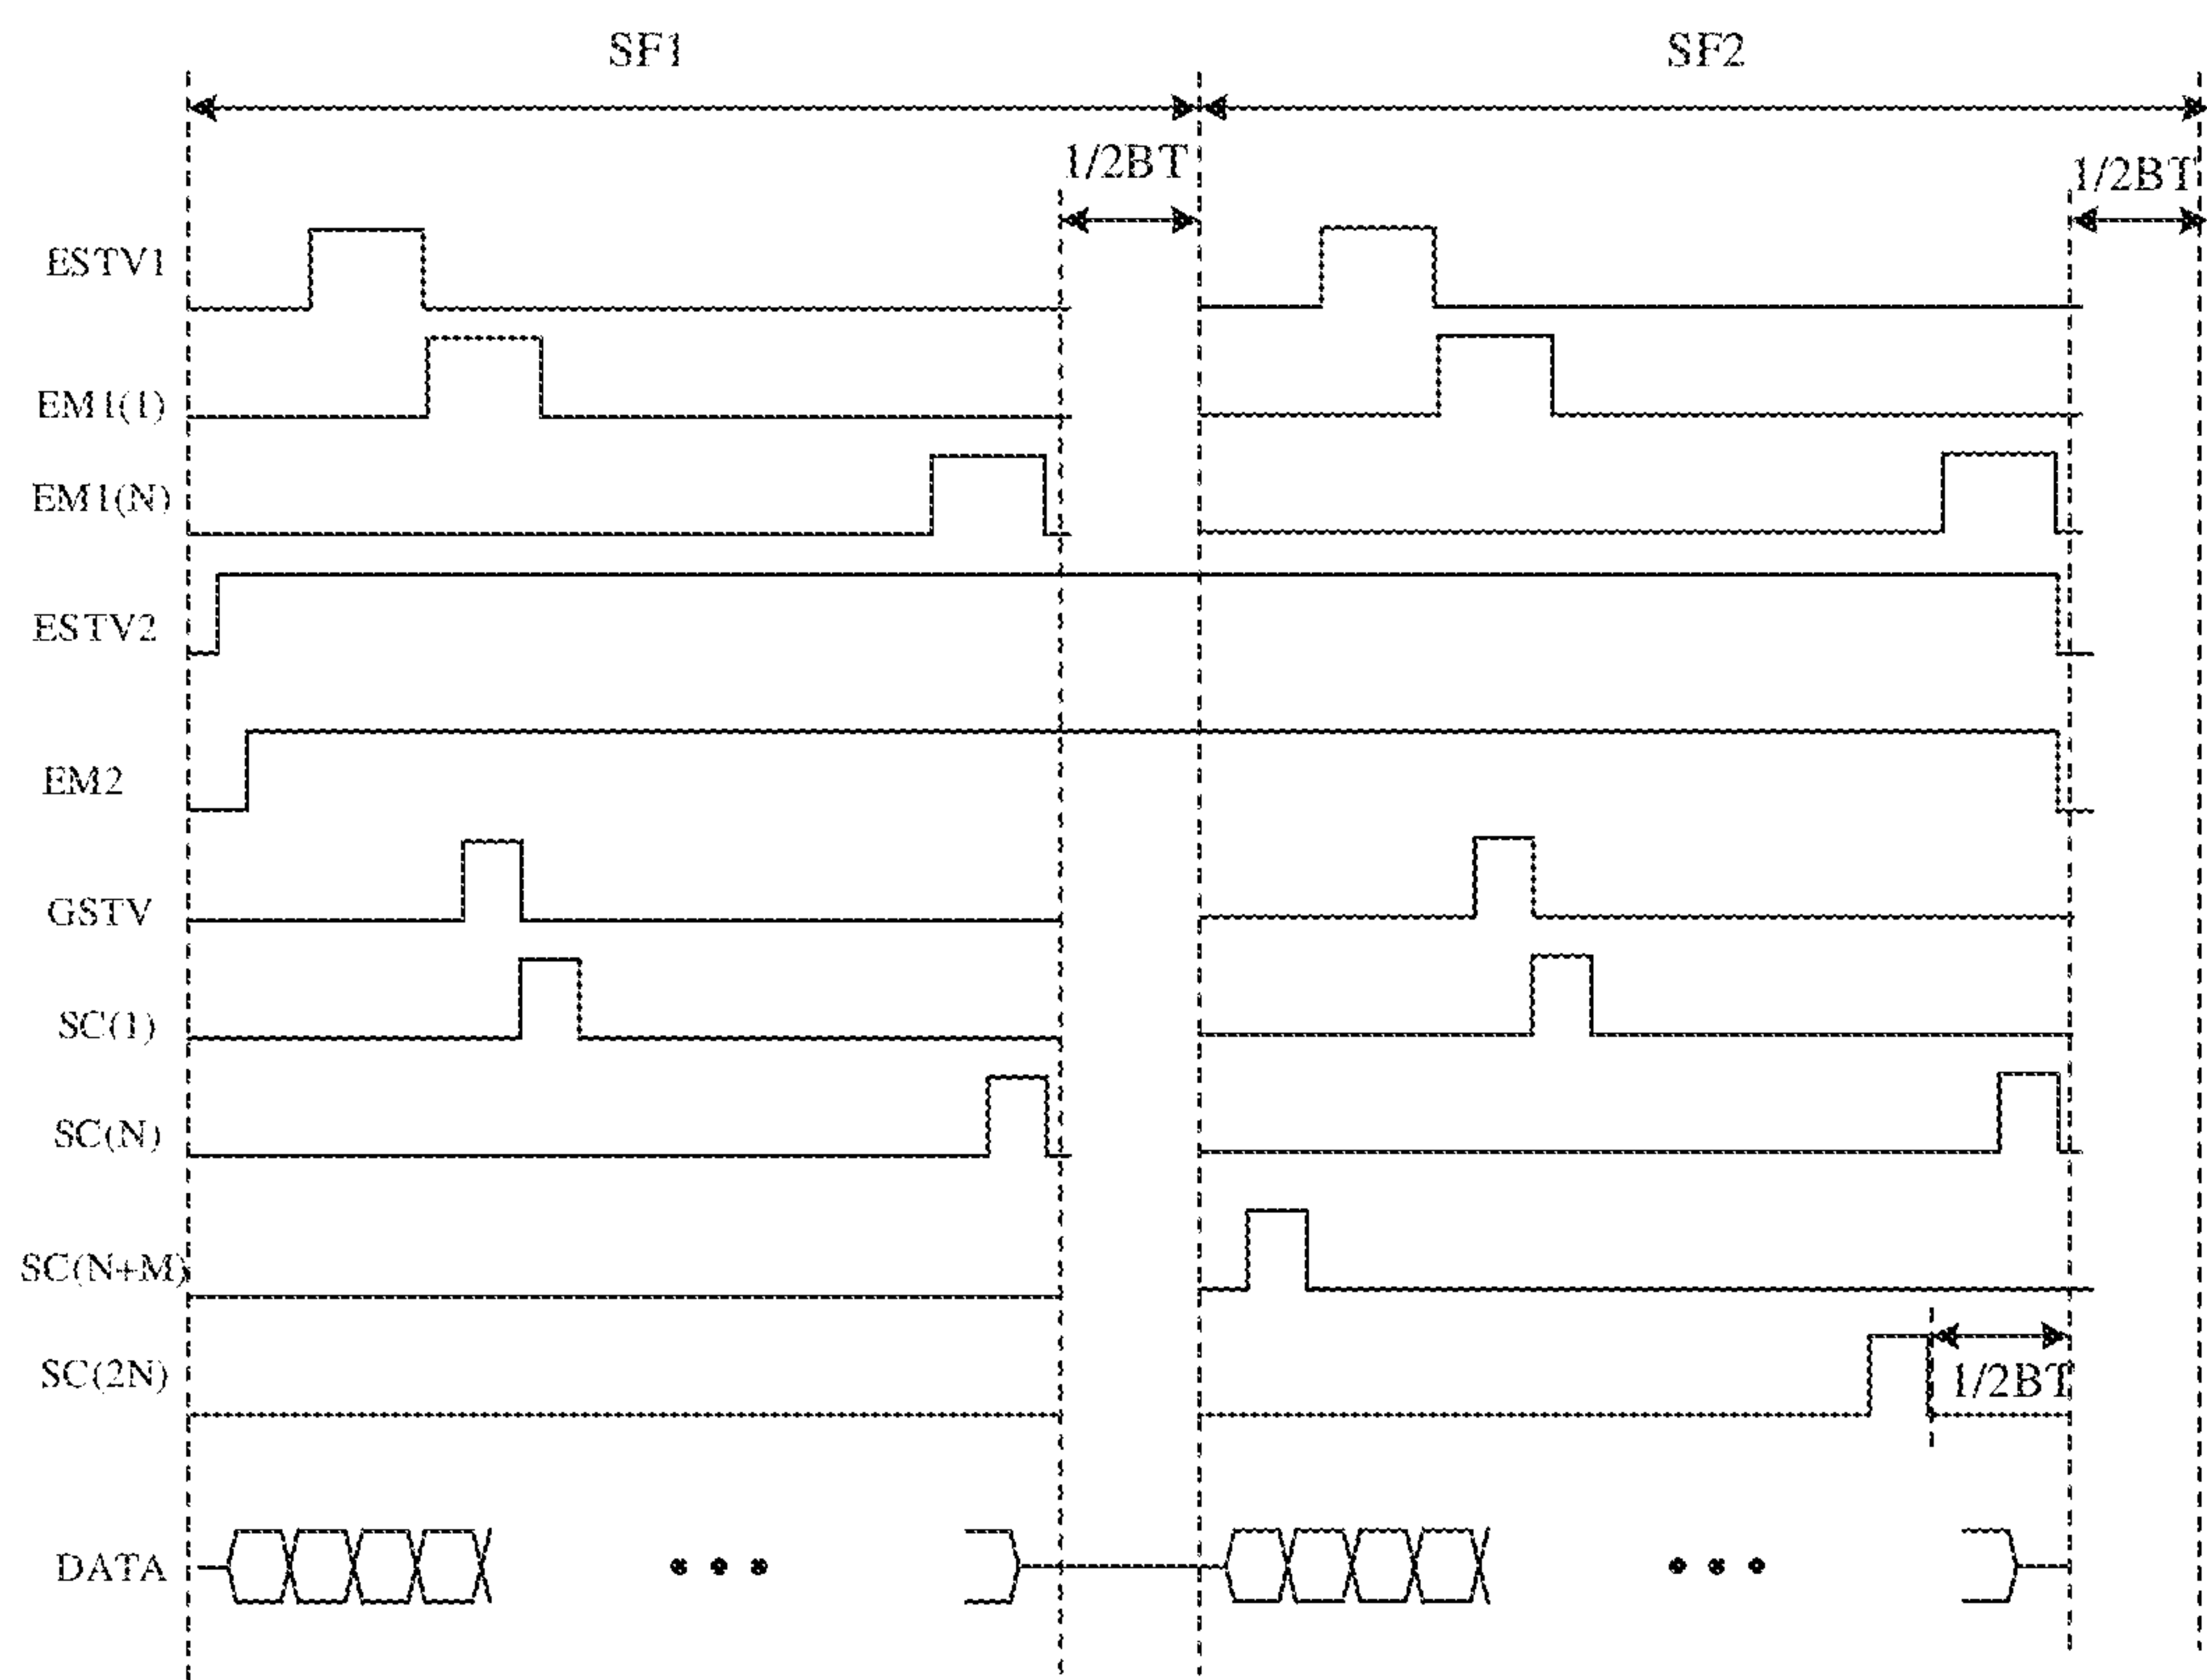 SF1 SF2
1/2BT 1/2BT
ESTV1
EM1(1)
EM1(N)
ESTV2
EM2
GSTV
SC(1)
SC(N)
SC(N+M)
SC(2N) 1/2BT
DATA